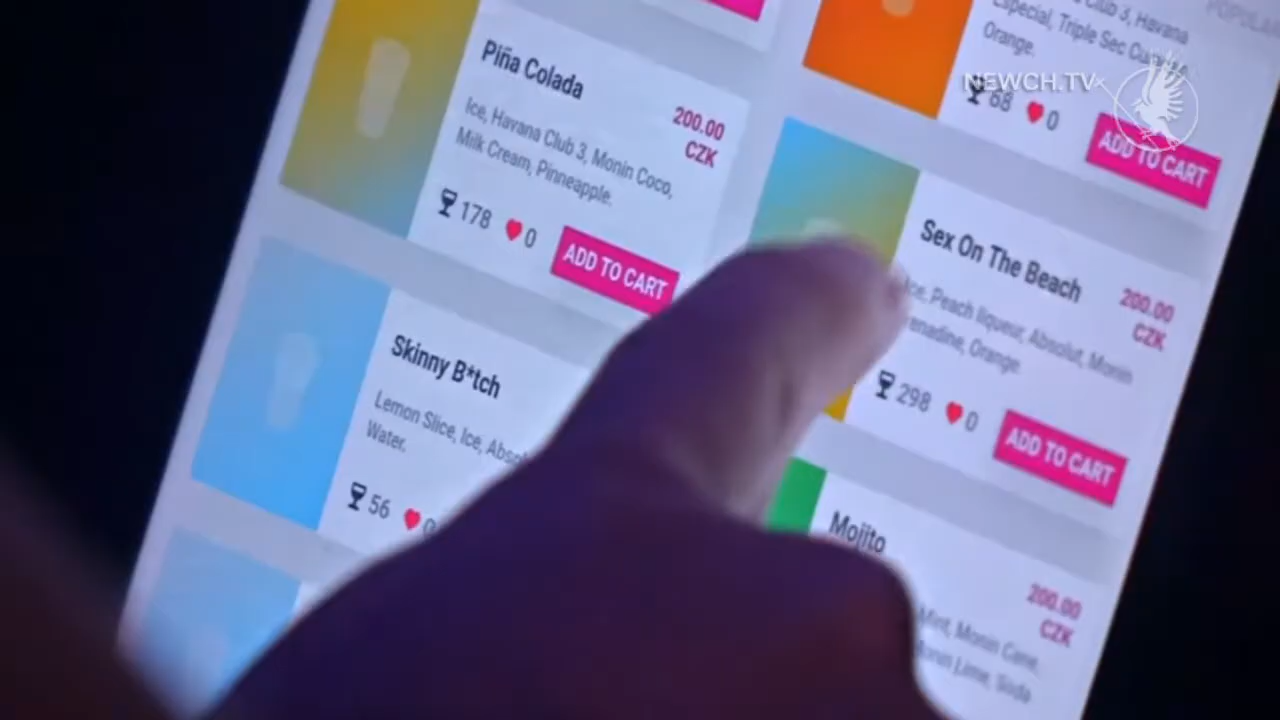 Piña Colada
200.00
CZK
Ice, Havana Club 3, Monin Coco,
Milk Cream, Pinneapple.
178
0
ADD TO CART
Skinny B*tch
Lemon Slice, Ice,
Water.
56
0
Club 3, Havana
Especial, Triple Sec
Orange.
68
0
ADD TO CART
NEWCH.TV
Sex On The Beach
200.00
CZK
Ice, Peach liqueur, Absolut, Monin
Orange.
298
0
ADD TO CART
Mojito
200.00
CZK
Mint, Monin Cane,
Lime, Soda